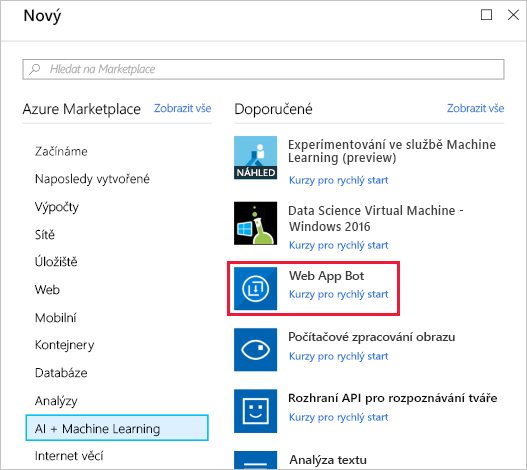 Nový
Hledat na Marketplace
Azure Marketplace Zobrazit vše
Začínáme
Naposledy vytvořené
Výpočty
Sítě
Úložiště
Web
Mobilní
Kontejnery
Databáze
Analýzy
AI + Machine Learning
Internet věcí
Doporučené Zobrazit vše
NÁHLED
Experimentování ve službě Machine
Learning (preview)
Kurzy pro rychlý start
Data Science Virtual Machine -
Windows 2016
Kurzy pro rychlý start
Web App Bot
Kurzy pro rychlý start
Počítačové zpracování obrazu
Kurzy pro rychlý start
Rozhraní API pro rozpoznávání tváře
Kurzy pro rychlý start
Analýza textu